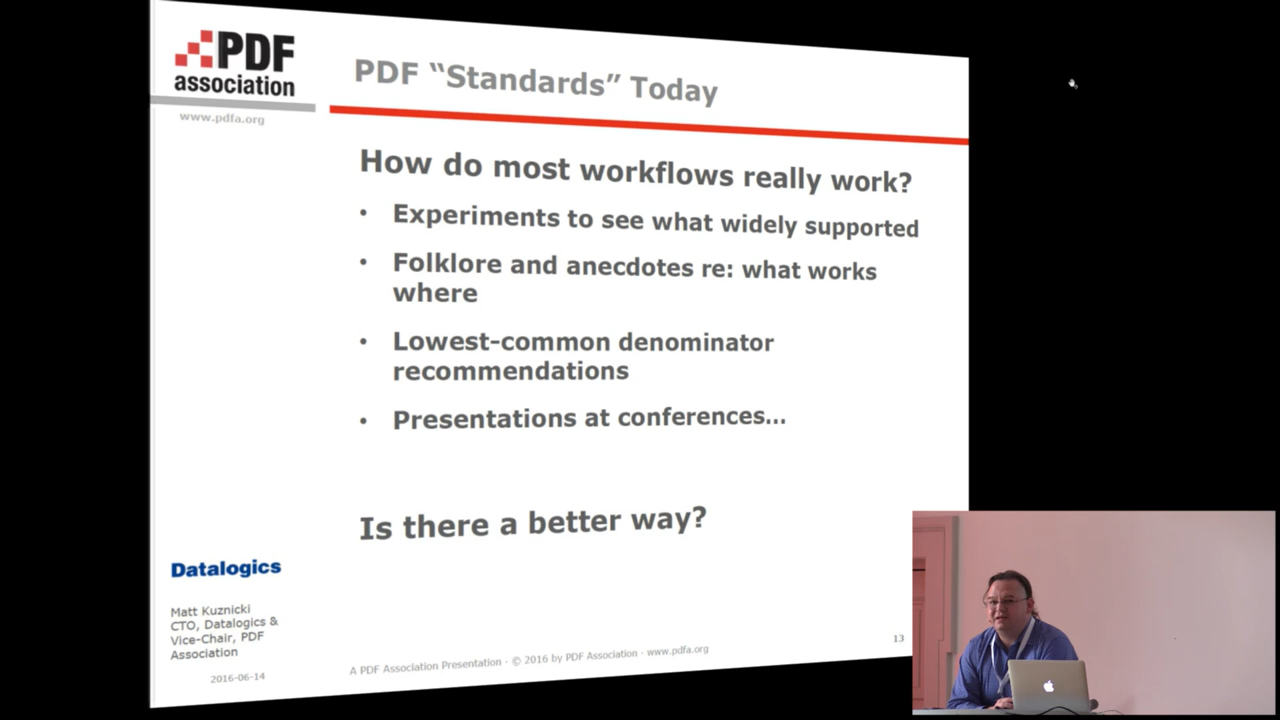 PDF
association
www.pdfa.org
PDF “Standards” Today
How do most workflows really work?
• Experiments to see what widely supported
• Folklore and anecdotes re: what works
where
• Lowest-common denominator
recommendations
• Presentations at conferences…
Is there a better way?
Datalogics
Matt Kuznicki
CTO, Datalogics &
Vice-Chair, PDF
Association
2016-06-14
A PDF Association Presentation · © 2016 by PDF Association · www.pdfa.org
13